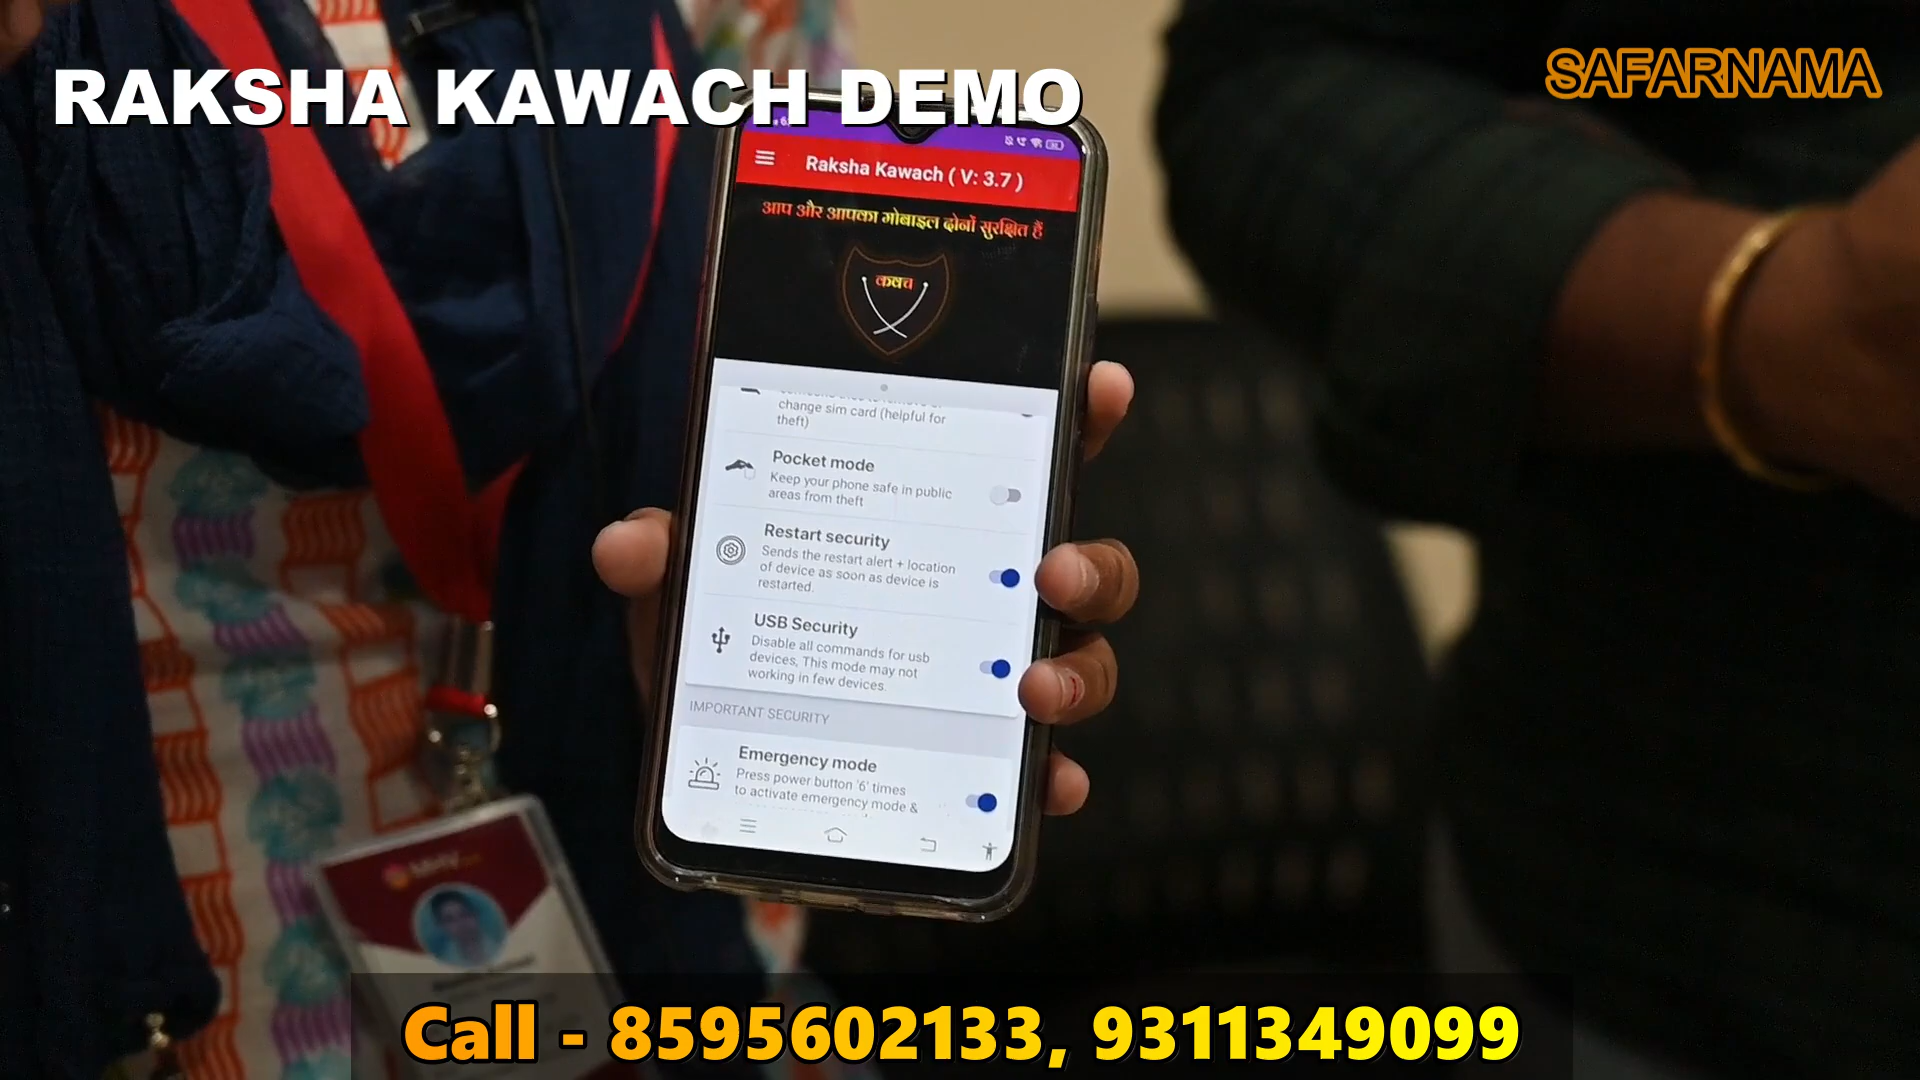 RAKSHA KAWACH DEMO
SAFARNAMA
Raksha Kawach ( V: 3.7 )
आप और आपका मोबाइल दोनों सुरक्षित हैं
कवच
change sim card (helpful for
theft)
Pocket mode
Keep your phone safe in public
areas from theft
Restart security
Sends the restart alert + location
of device as soon as device is
restarted.
USB Security
Disable all commands for usb
devices, This mode may not
working in few devices.
IMPORTANT SECURITY
Emergency mode
Press power button '6' times
to activate emergency mode &
Call - 8595602133, 9311349099